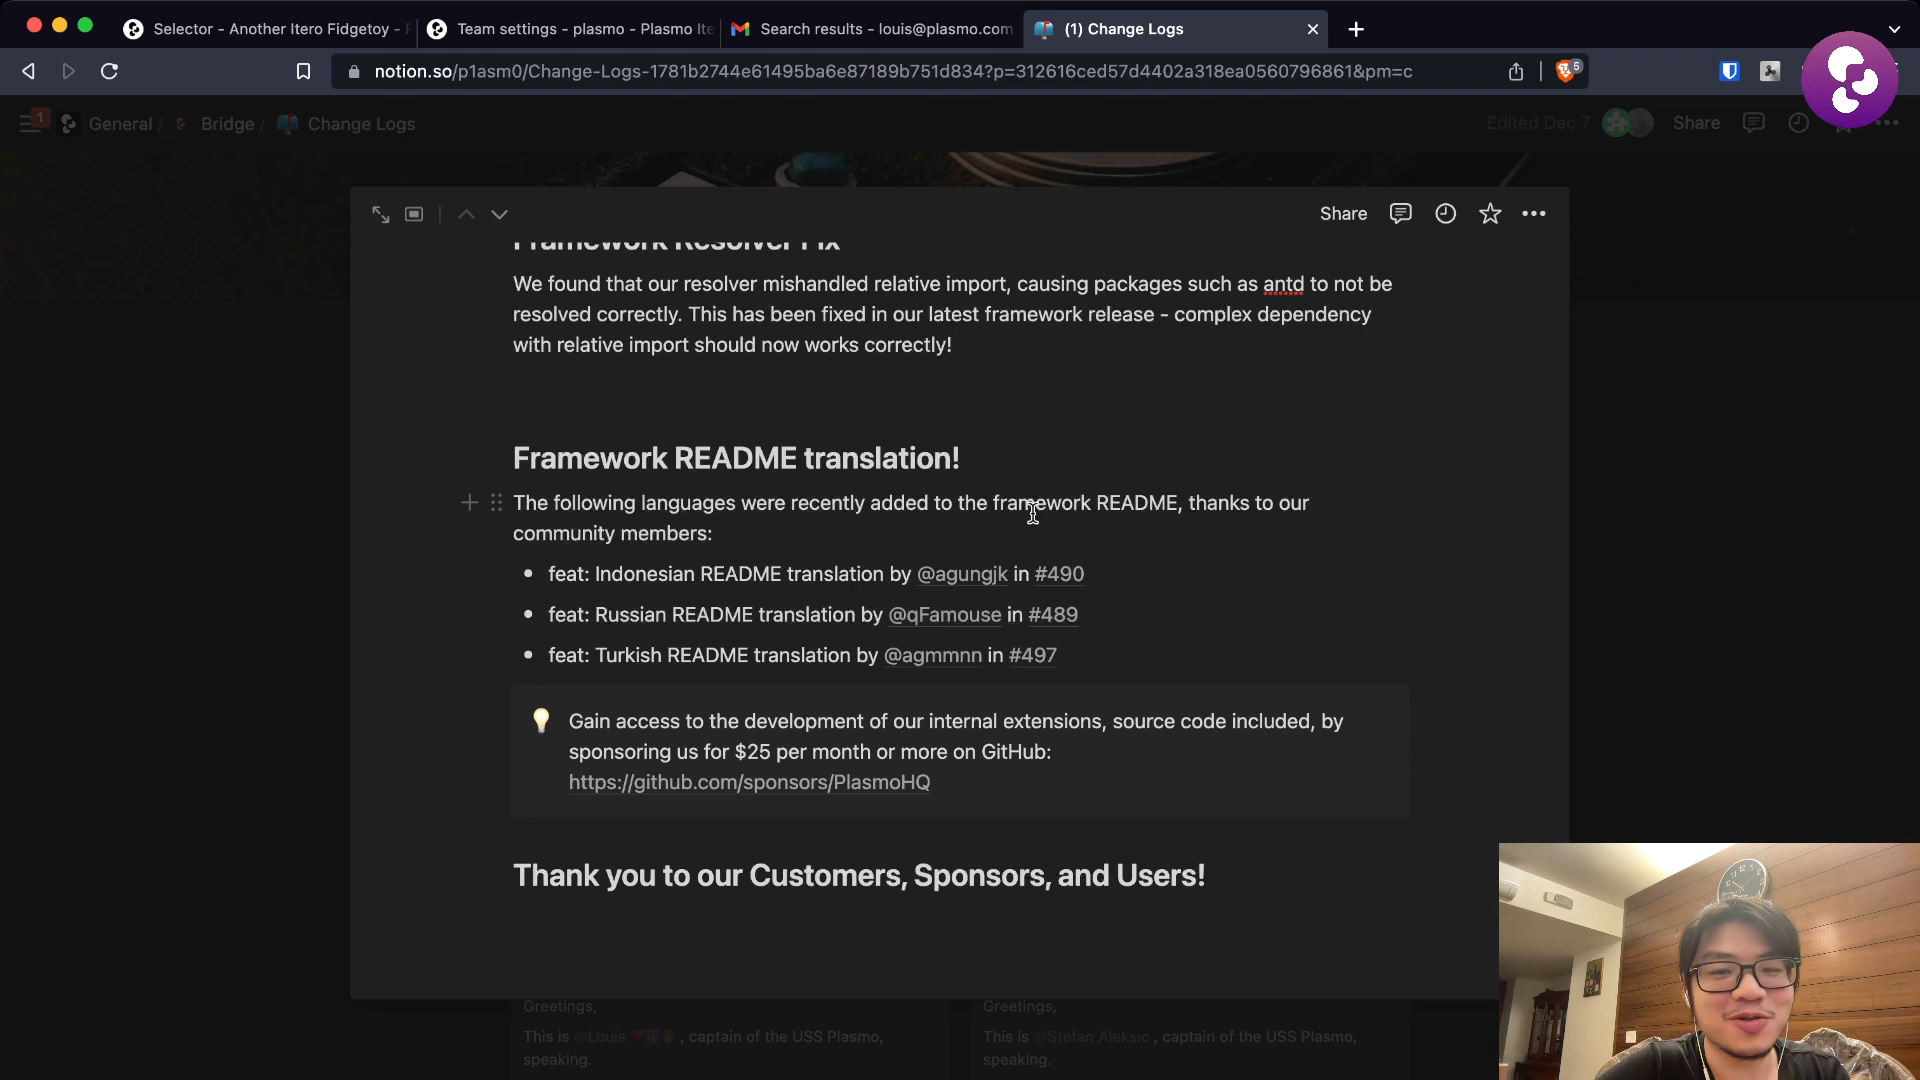 Selector - Another Itero Fidgetoy -
Team settings - plasmo - Plasmo Ite
Search results - louis@plasmo.com
(1) Change Logs
notion.so/p1asm0/Change-Logs-1781b2744e61495ba6e87189b751d834?p=312616ced57d4402a318ea0560796861&pm=c
5
1
General / Bridge / Change Logs
Edited Dec 7
Share
Share
Framework Resolver Fix
We found that our resolver mishandled relative import, causing packages such as antd to not be
resolved correctly. This has been fixed in our latest framework release - complex dependency
with relative import should now works correctly!
Framework README translation!
The following languages were recently added to the framework README, thanks to our
community members:
• feat: Indonesian README translation by @agungjk in #490
• feat: Russian README translation by @qFamouse in #489
• feat: Turkish README translation by @agmmnn in #497
Gain access to the development of our internal extensions, source code included, by
sponsoring us for $25 per month or more on GitHub:
https://github.com/sponsors/PlasmoHQ
Thank you to our Customers, Sponsors, and Users!
Greetings,
This is @Louis , captain of the USS Plasmo,
speaking.
Greetings,
This is @Stefan Aleksic , captain of the USS Plasmo,
speaking.